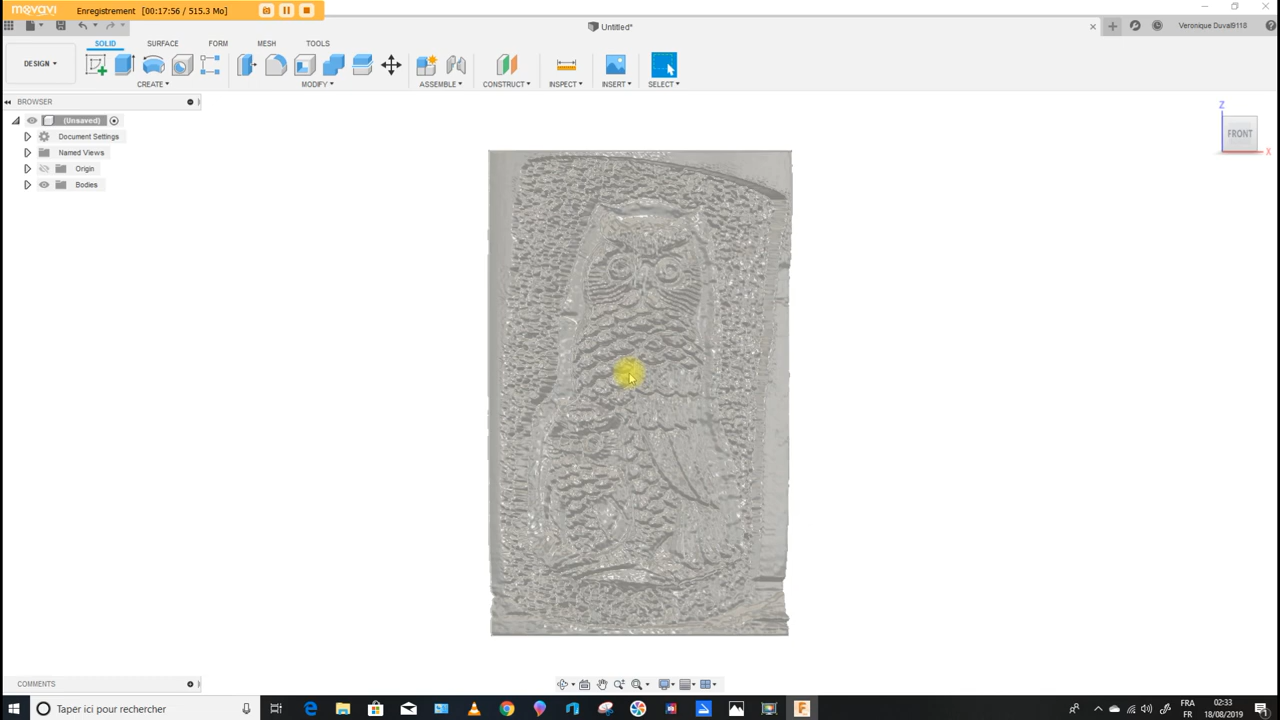 movavi Enregistrement [00:17:56 / 515.3 Mo]
Untitled*
Veronique Duval9118
SOLID SURFACE FORM MESH TOOLS
DESIGN
CREATE MODIFY ASSEMBLE CONSTRUCT INSPECT INSERT SELECT
BROWSER
(Unsaved)
Document Settings
Named Views
Origin
Bodies
Z
FRONT
X
COMMENTS
Taper ici pour rechercher
FRA
FR
02:33
18/08/2019